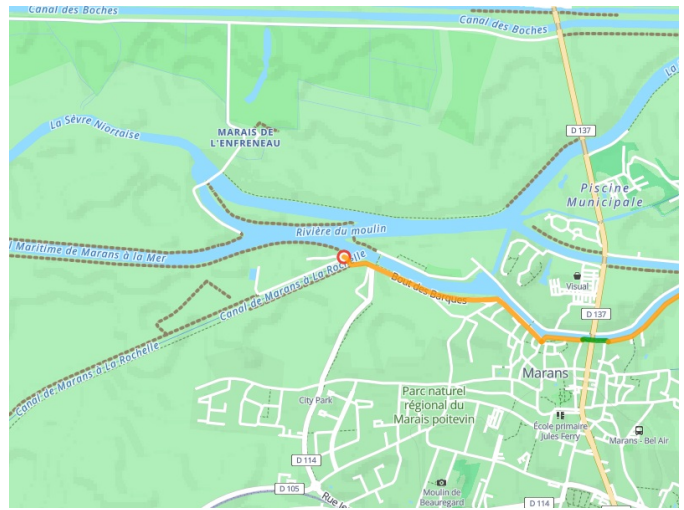 Canal des Boches
Canal des Boches
La
La Sèvre Niortaise
MARAIS DE
L'ENFRENEAU
D 137
Piscine
Municipale
Rivière du moulin
l Maritime de Marans à la Mer
Canal de Marans à La Rochelle
Bout des Barques
Visual
D 137
Canal de Marans à La Rochelle
Marans
City Park
Parc naturel
régional du
Marais poitevin
École primaire
Jules Ferry
Marans - Bel Air
D 114
D 105
Rue le
Moulin de
Beauregard
D 114